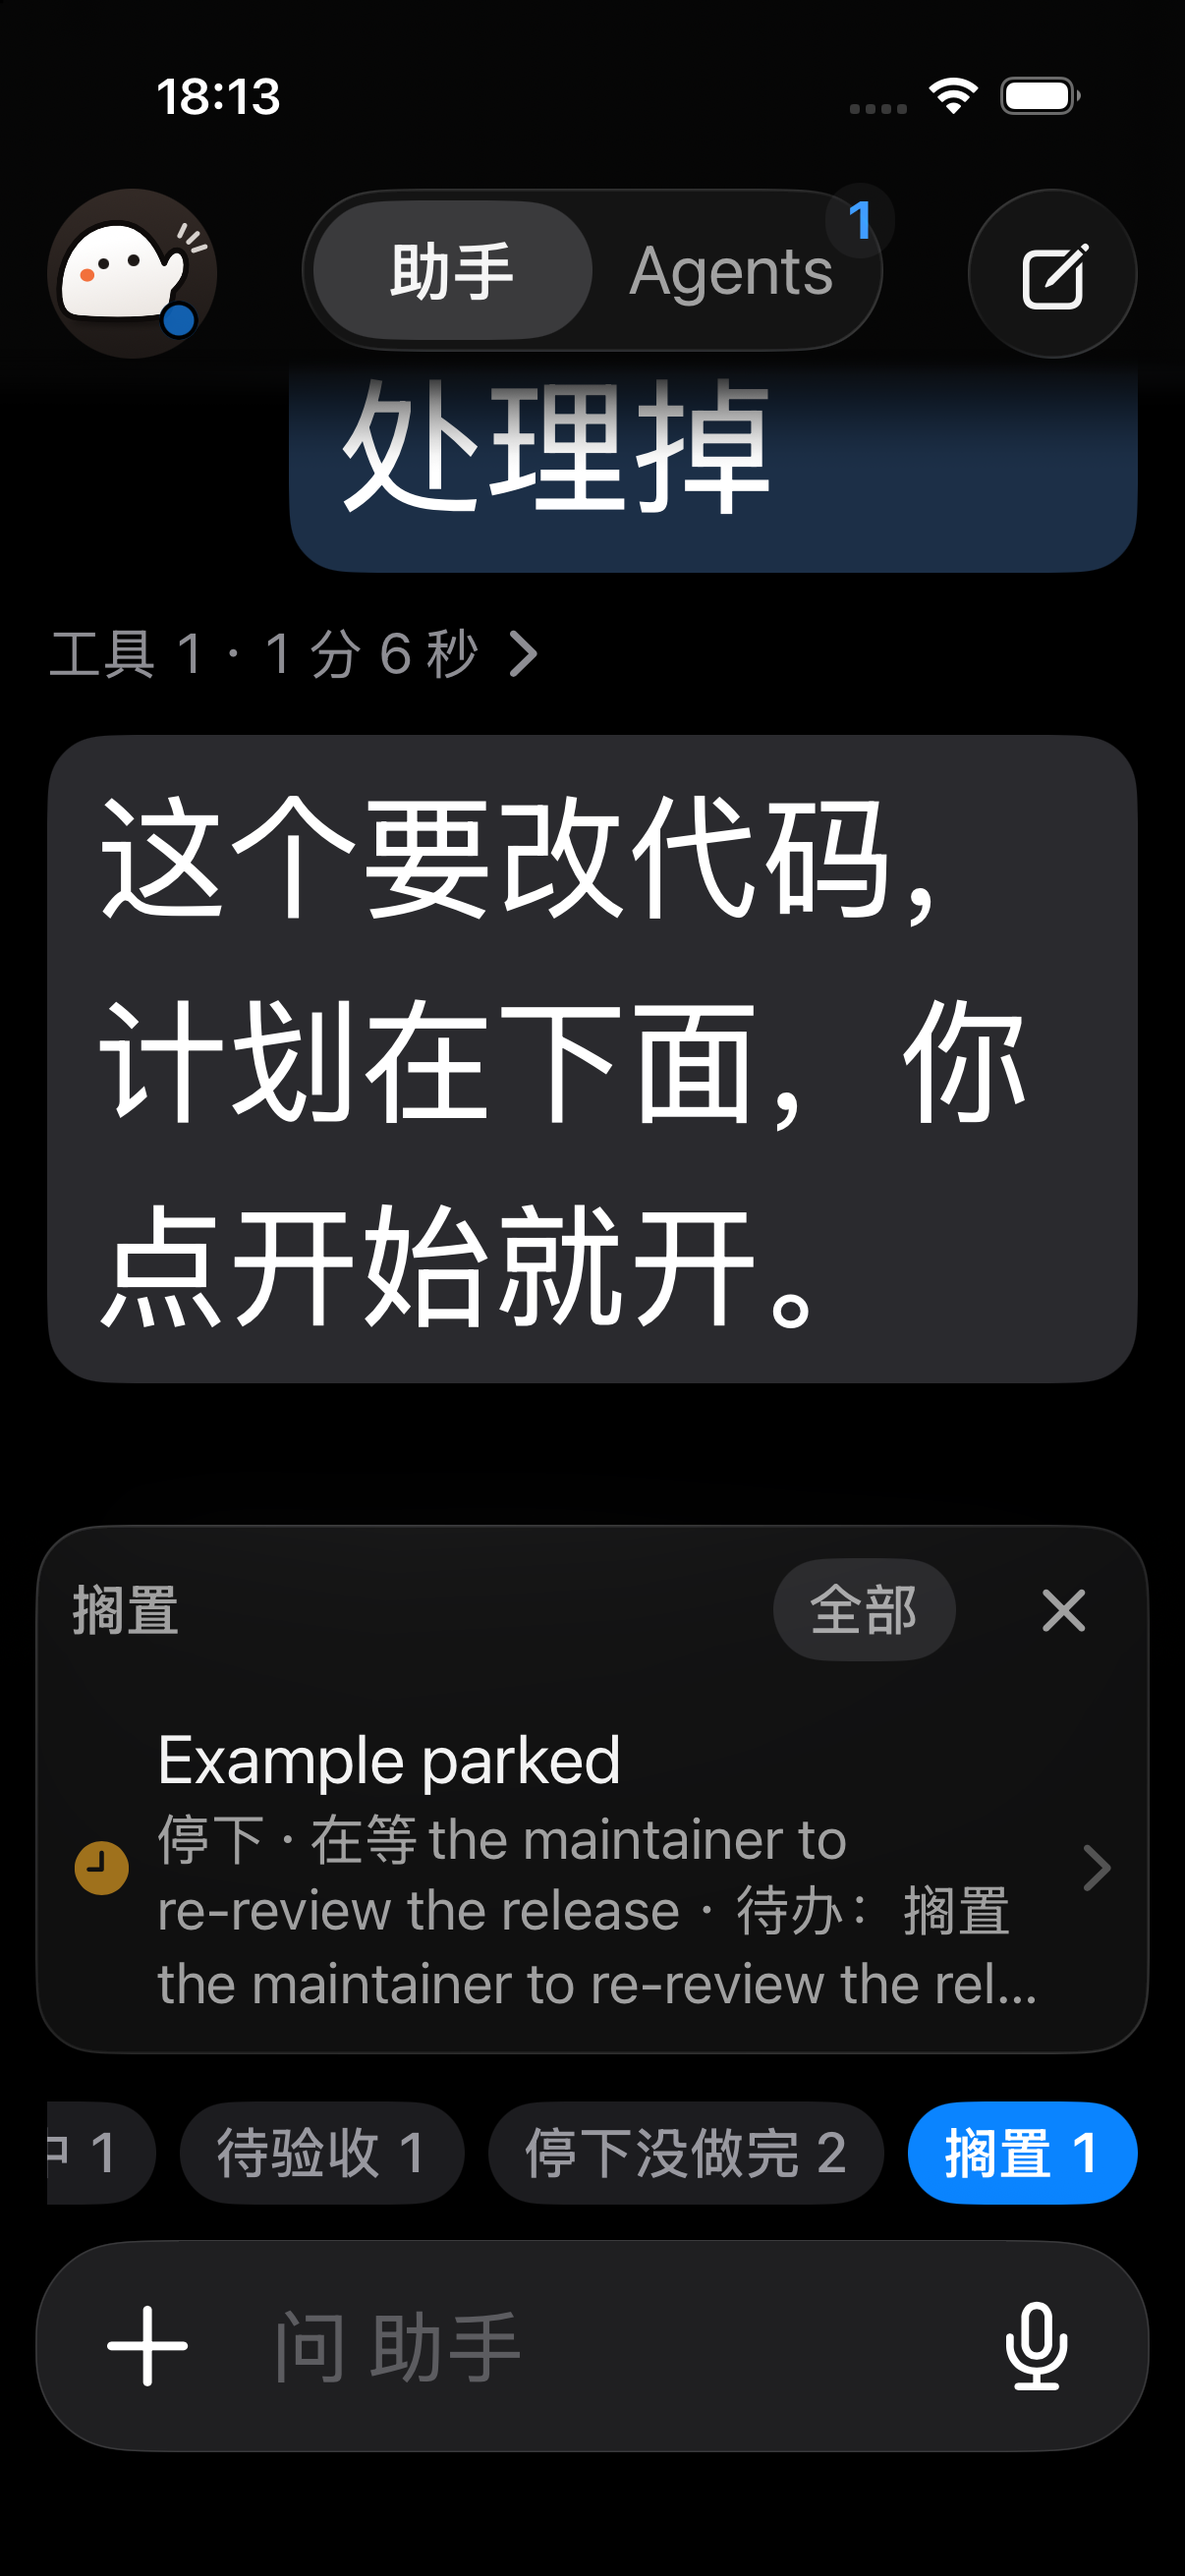 18:13
助手
Agents
1
处理掉
工具 1 · 1 分 6 秒
这个要改代码，
计划在下面，你
点开始就开。
搁置
全部
Example parked
停下 · 在等 the maintainer to
re-review the release · 待办：搁置
the maintainer to re-review the rel...
1
待验收 1
停下没做完 2
搁置 1
问 助手